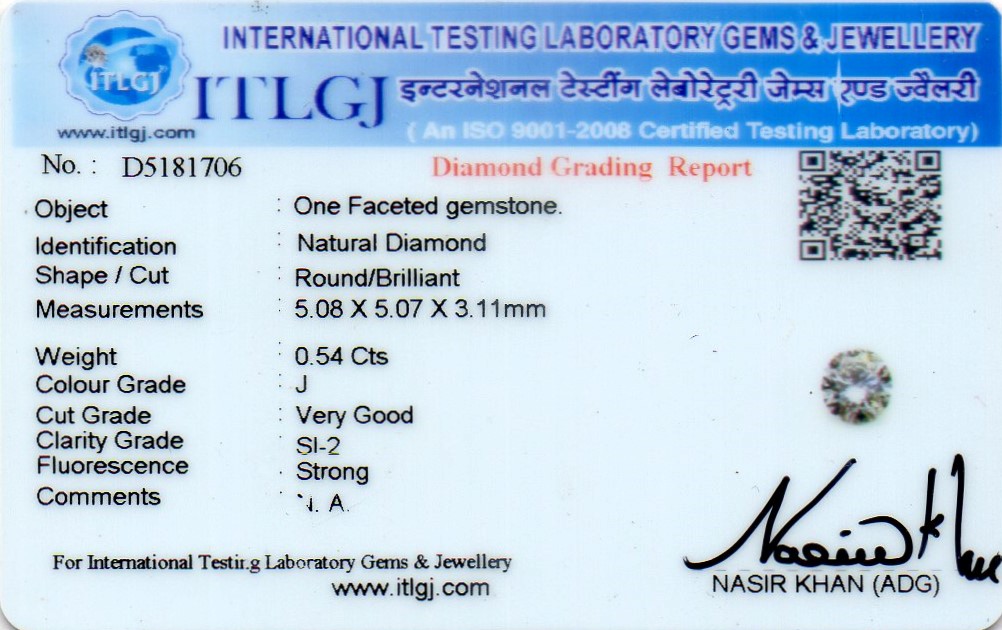 INTERNATIONAL TESTING LABORATORY GEMS & JEWELLERY
ITLGJ
ITLGJ इन्टरनेशनल टेस्टींग लेबोरेट्ररी जेम्स एण्ड ज्वैलरी
www.itlgj.com
( An ISO 9001-2008 Certified Testing Laboratory)
No. : D5181706
Diamond Grading Report
Object : One Faceted gemstone.
Identification : Natural Diamond
Shape / Cut : Round/Brilliant
Measurements : 5.08 X 5.07 X 3.11mm
Weight : 0.54 Cts
Colour Grade : J
Cut Grade : Very Good
Clarity Grade : SI-2
Fluorescence : Strong
Comments : N. A.
For International Testing Laboratory Gems & Jewellery
www.itlgj.com
NASIR KHAN (ADG)